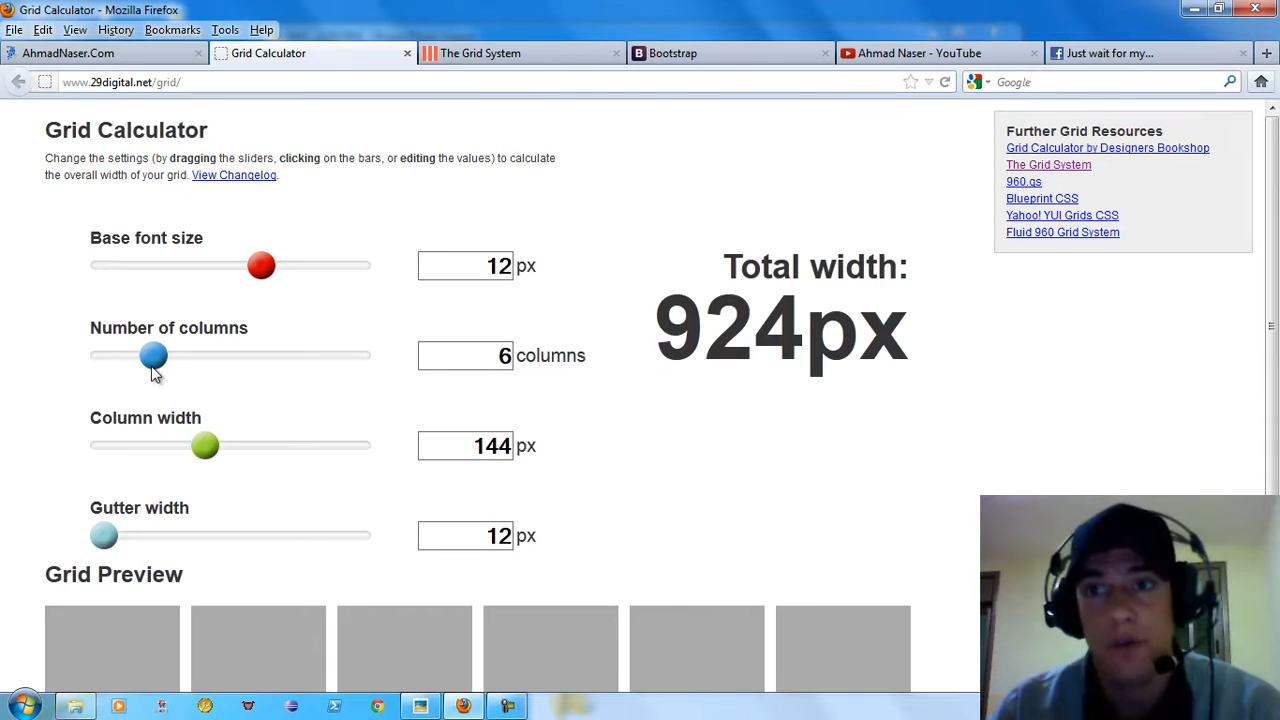 Grid Calculator - Mozilla Firefox
File Edit View History Bookmarks Tools Help
AhmadNaser.Com
Grid Calculator
The Grid System
Bootstrap
Ahmad Naser - YouTube
Just wait for my...
www.29digital.net/grid/
Google
Grid Calculator
Change the settings (by dragging the sliders, clicking on the bars, or editing the values) to calculate
the overall width of your grid. View Changelog.
Further Grid Resources
Grid Calculator by Designers Bookshop
The Grid System
960.gs
Blueprint CSS
Yahoo! YUI Grids CSS
Fluid 960 Grid System
Base font size
12 px
Total width:
924px
Number of columns
6 columns
Column width
144 px
Gutter width
12 px
Grid Preview